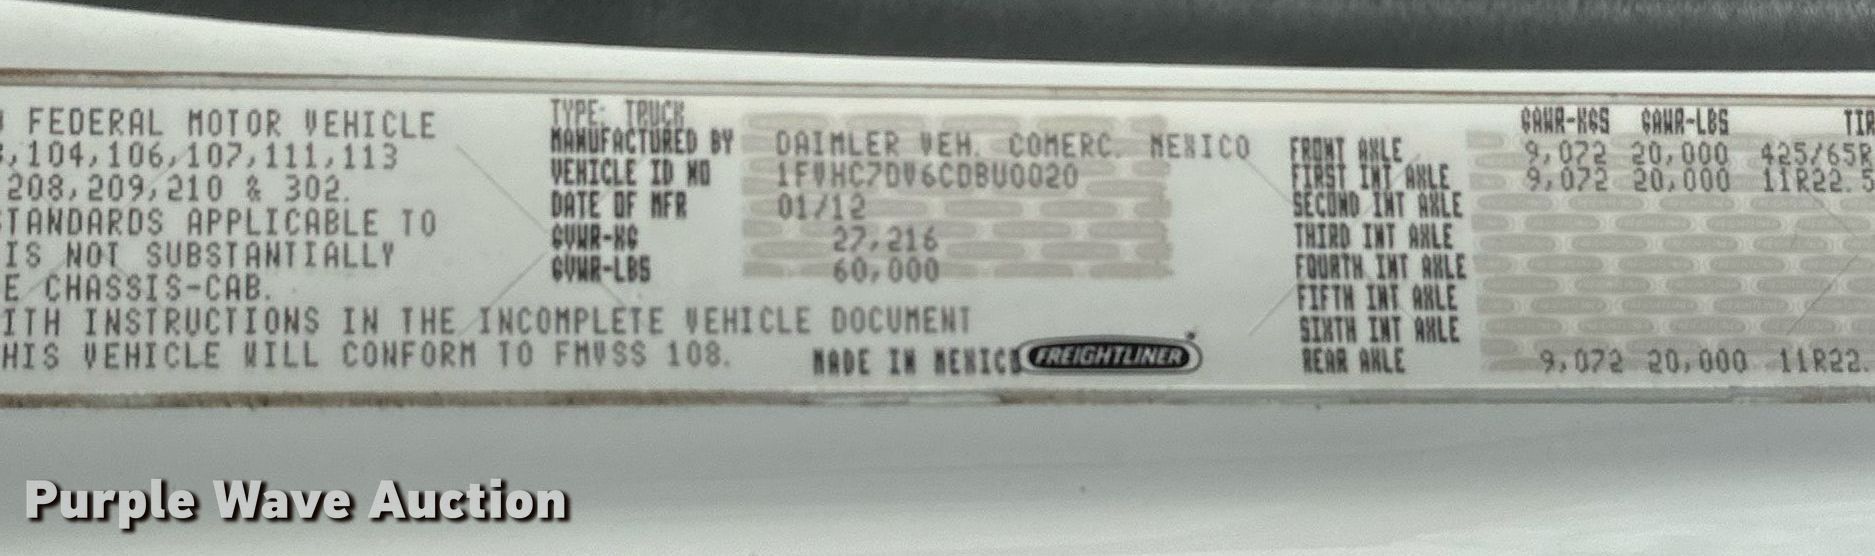 FEDERAL MOTOR VEHICLE
,104,106,107,111,113
208,209,210 & 302.
STANDARDS APPLICABLE TO
IS NOT SUBSTANTIALLY
E CHASSIS-CAB.
ITH INSTRUCTIONS IN THE INCOMPLETE VEHICLE DOCUMENT
HIS VEHICLE WILL CONFORM TO FMVSS 108.
TYPE: TRUCK
MANUFACTURED BY DAIMLER VEH. COMERC. MEXICO
VEHICLE ID NO 1FVHC7DV6CDBU0020
DATE OF MFR 01/12
GVWR-KG 27,216
GVWR-LBS 60,000
MADE IN MEXICO FREIGHTLINER
GAWR-KGS GAWR-LBS TIR
FRONT AXLE 9,072 20,000 425/65R
FIRST INT AXLE 9,072 20,000 11R22.5
SECOND INT AXLE
THIRD INT AXLE
FOURTH INT AXLE
FIFTH INT AXLE
SIXTH INT AXLE
REAR AXLE 9,072 20,000 11R22.
Purple Wave Auction